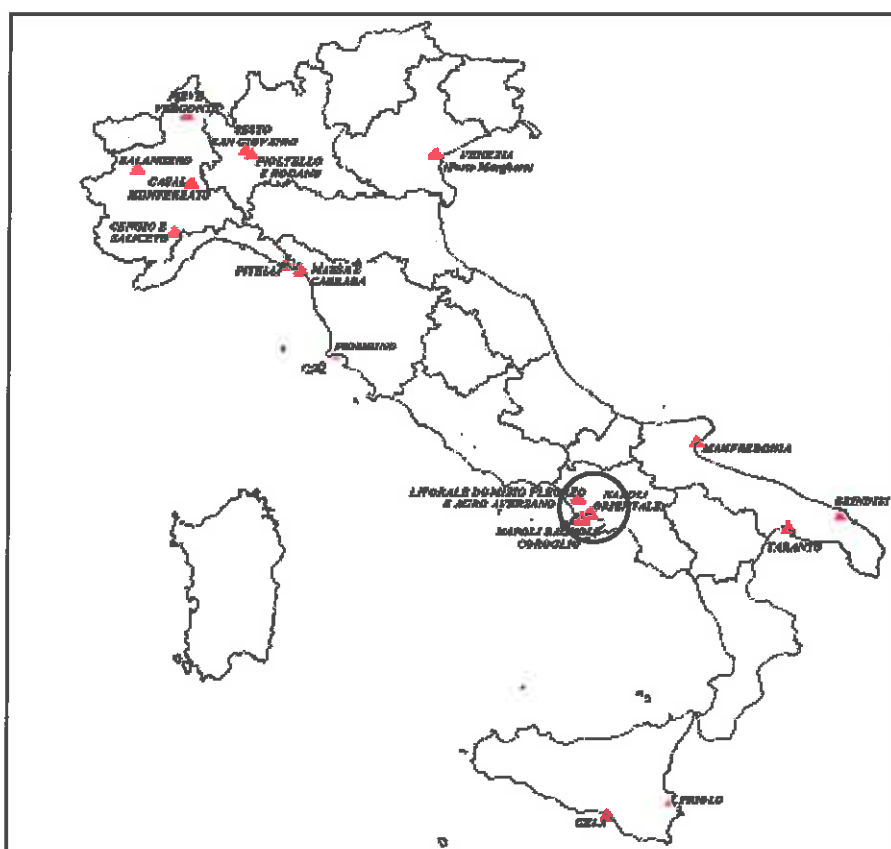 PIEVE
VERGONTE
SESTO
SAN GIOVANNI
PIOLTELLO
E RODANO
VENEZIA
(Porto Marghera)
BALANGERO
CASAL
MONFERRATO
CENGIO E
SALICETO
PITELLI
MASSA E
CARRARA
PIOMBINO
MANFREDONIA
LITORALE DOMIZIO FLEGREO
E AGRO AVERSANO
NAPOLI
ORIENTALE
NAPOLI BAGNOLI
COROGLIO
BRINDISI
TARANTO
PRIOLO
GELA